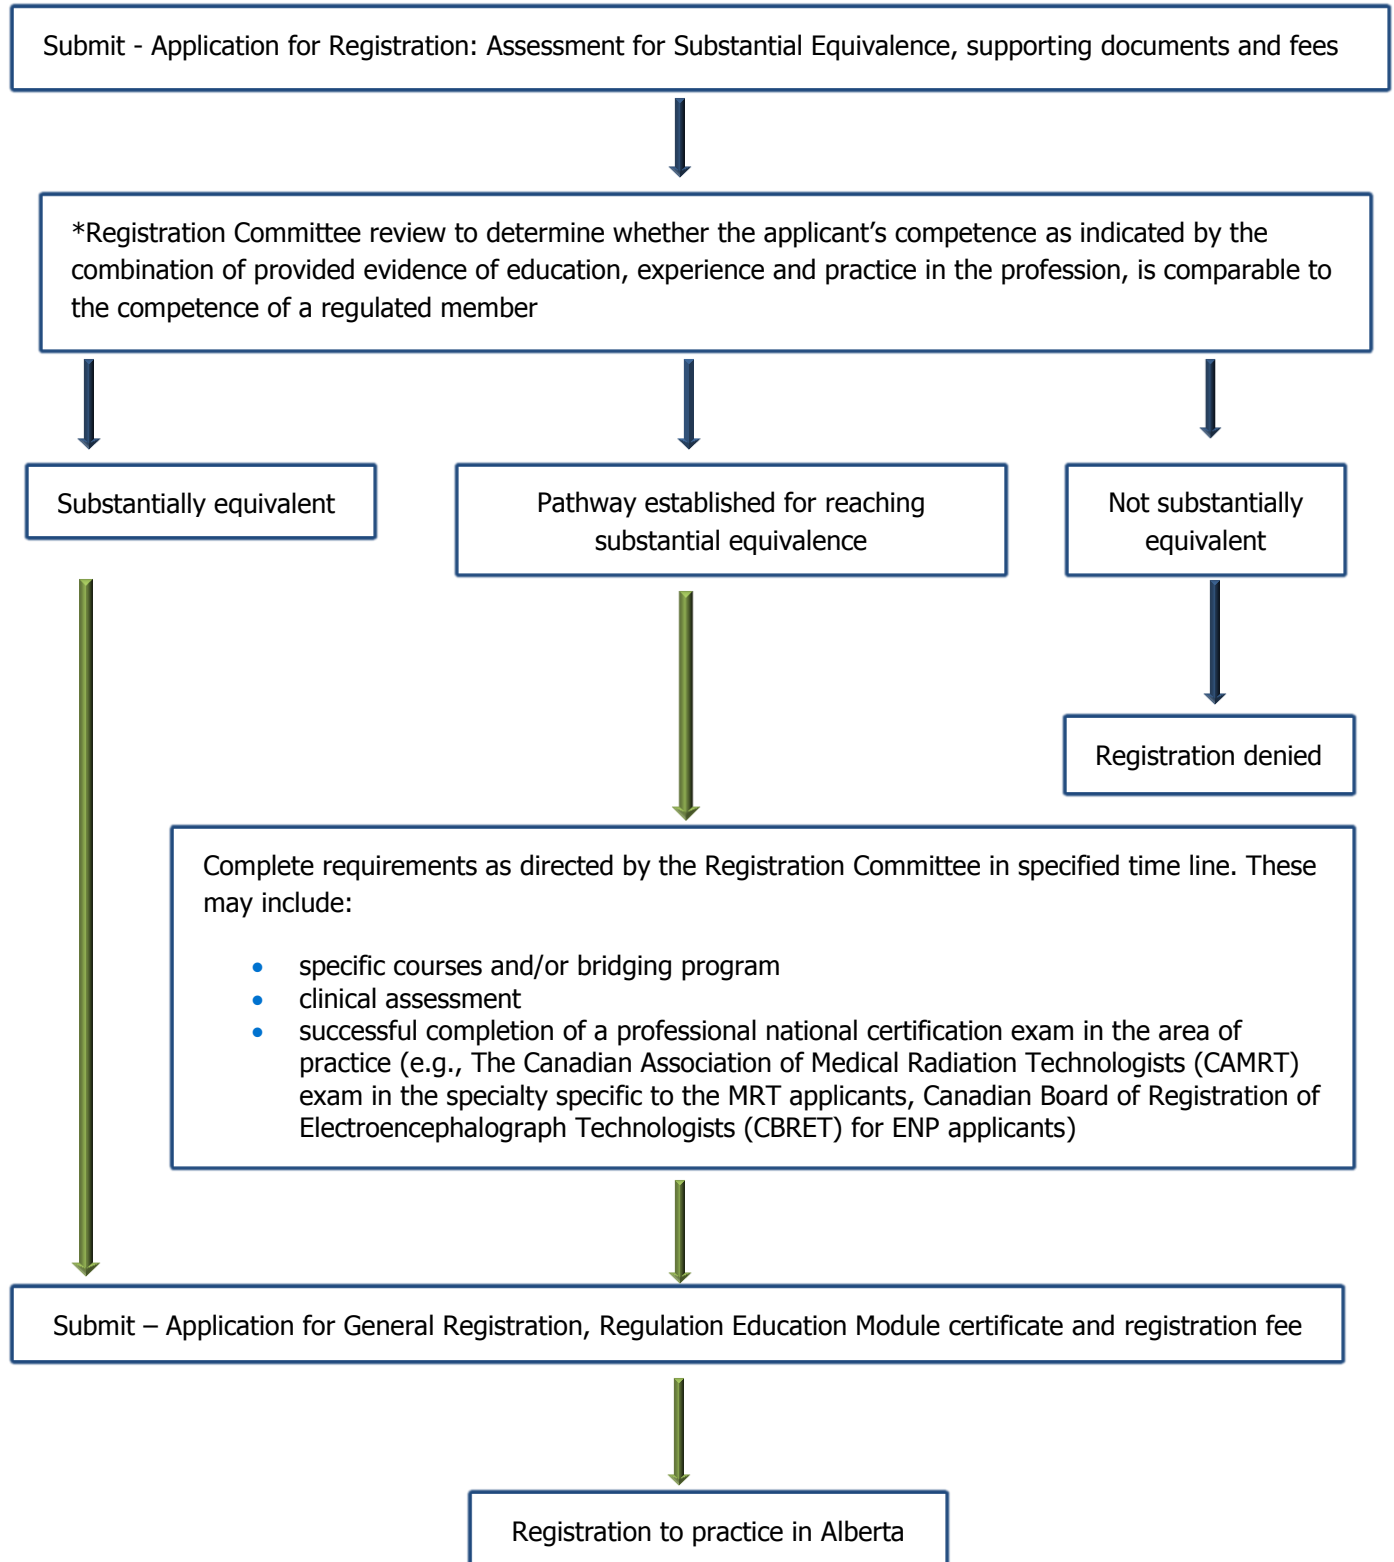 Submit - Application for Registration: Assessment for Substantial Equivalence, supporting documents and fees
*Registration Committee review to determine whether the applicant’s competence as indicated by the
combination of provided evidence of education, experience and practice in the profession, is comparable to
the competence of a regulated member
Substantially equivalent
Pathway established for reaching
substantial equivalence
Not substantially
equivalent
Registration denied
Complete requirements as directed by the Registration Committee in specified time line. These
may include:
• specific courses and/or bridging program
• clinical assessment
• successful completion of a professional national certification exam in the area of
practice (e.g., The Canadian Association of Medical Radiation Technologists (CAMRT)
exam in the specialty specific to the MRT applicants, Canadian Board of Registration of
Electroencephalograph Technologists (CBRET) for ENP applicants)
Submit – Application for General Registration, Regulation Education Module certificate and registration fee
Registration to practice in Alberta